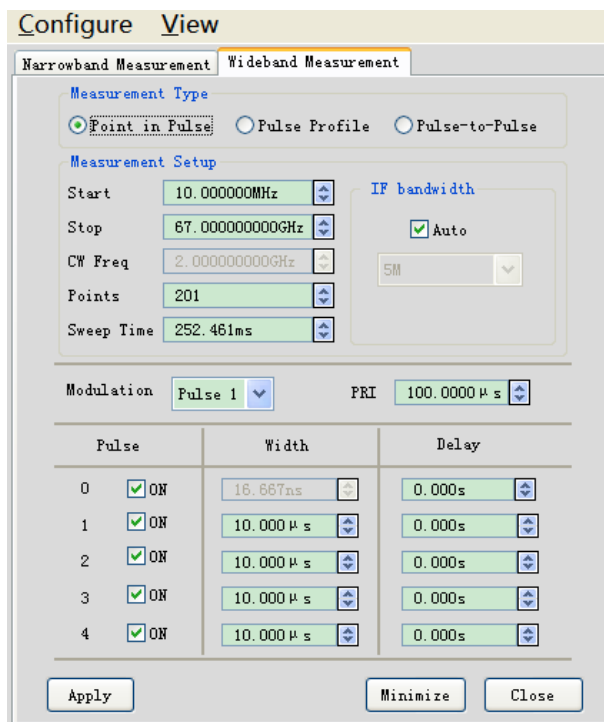 Configure View
Narrowband Measurement Wideband Measurement
Measurement Type
Point in Pulse Pulse Profile Pulse-to-Pulse
Measurement Setup
Start 10.000000MHz IF bandwidth
Stop 67.000000000GHz Auto
CW Freq 2.000000000GHz 5M
Points 201
Sweep Time 252.461ms
Modulation Pulse 1 PRI 100.0000μs
Pulse Width Delay
0 ON 16.667ns 0.000s
1 ON 10.000μs 0.000s
2 ON 10.000μs 0.000s
3 ON 10.000μs 0.000s
4 ON 10.000μs 0.000s
Apply Minimize Close